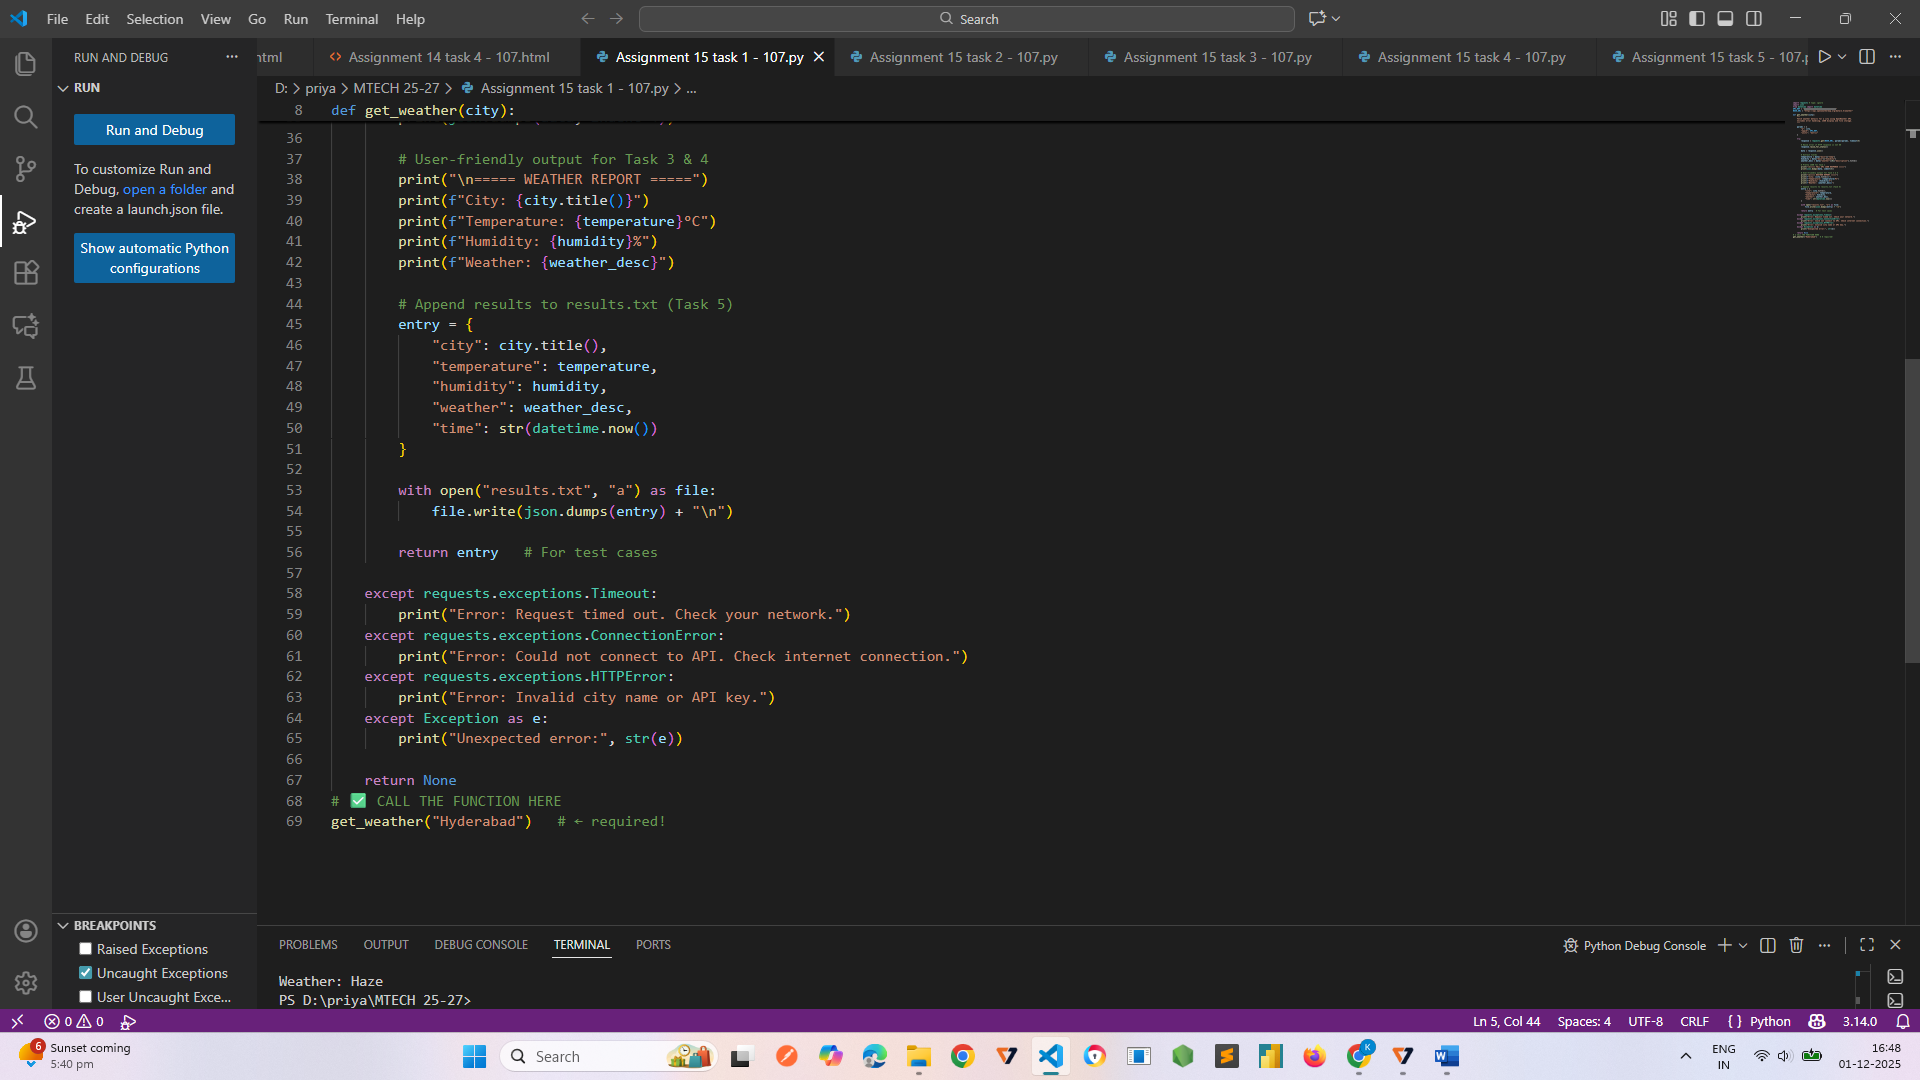 File Edit Selection View Go Run Terminal Help
Search
RUN AND DEBUG
html
Assignment 14 task 4 - 107.html
Assignment 15 task 1 - 107.py
Assignment 15 task 2 - 107.py
Assignment 15 task 3 - 107.py
Assignment 15 task 4 - 107.py
Assignment 15 task 5 - 107.p
RUN
Run and Debug
To customize Run and
Debug, open a folder and
create a launch.json file.
Show automatic Python
configurations
D: > priya > MTECH 25-27 > Assignment 15 task 1 - 107.py > ...
8 def get_weather(city):
36
37 # User-friendly output for Task 3 & 4
38 print("\n===== WEATHER REPORT =====")
39 print(f"City: {city.title()}")
40 print(f"Temperature: {temperature}°C")
41 print(f"Humidity: {humidity}%")
42 print(f"Weather: {weather_desc}")
43
44 # Append results to results.txt (Task 5)
45 entry = {
46 "city": city.title(),
47 "temperature": temperature,
48 "humidity": humidity,
49 "weather": weather_desc,
50 "time": str(datetime.now())
51 }
52
53 with open("results.txt", "a") as file:
54 file.write(json.dumps(entry) + "\n")
55
56 return entry # For test cases
57
58 except requests.exceptions.Timeout:
59 print("Error: Request timed out. Check your network.")
60 except requests.exceptions.ConnectionError:
61 print("Error: Could not connect to API. Check internet connection.")
62 except requests.exceptions.HTTPError:
63 print("Error: Invalid city name or API key.")
64 except Exception as e:
65 print("Unexpected error:", str(e))
66
67 return None
68 # ✅ CALL THE FUNCTION HERE
69 get_weather("Hyderabad") # ← required!
BREAKPOINTS
Raised Exceptions
Uncaught Exceptions
User Uncaught Exce...
PROBLEMS OUTPUT DEBUG CONSOLE TERMINAL PORTS
Python Debug Console
Weather: Haze
PS D:\priya\MTECH 25-27>
0 0
Ln 5, Col 44 Spaces: 4 UTF-8 CRLF { } Python 3.14.0
6
Sunset coming
5:40 pm
Search
K
ENG
IN
16:48
01-12-2025